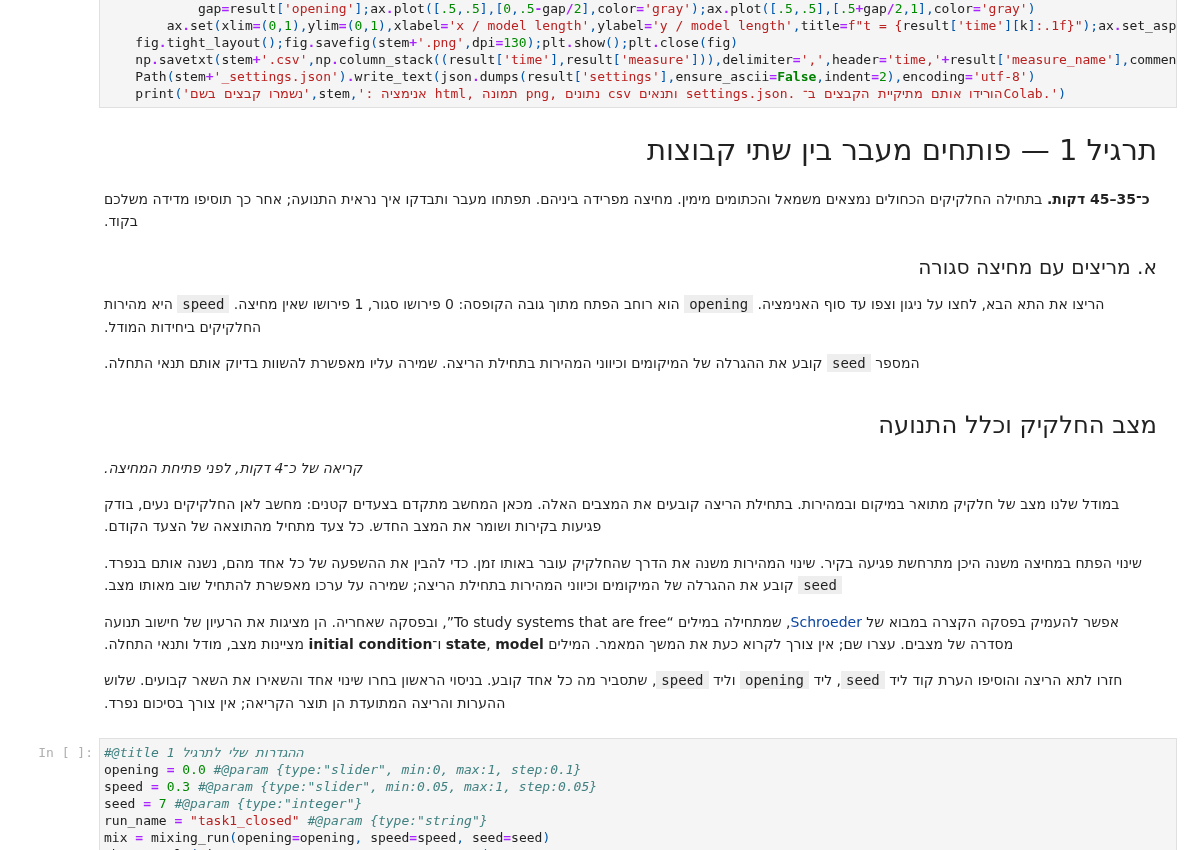 gap=result['opening'];ax.plot([.5,.5],[0,.5-gap/2],color='gray');ax.plot([.5,.5],[.5+gap/2,1],color='gray')
ax.set(xlim=(0,1),ylim=(0,1),xlabel='x / model length',ylabel='y / model length',title=f"t = {result['time'][k]:.1f}");ax.set_asp
fig.tight_layout();fig.savefig(stem+'.png',dpi=130);plt.show();plt.close(fig)
np.savetxt(stem+'.csv',np.column_stack((result['time'],result['measure'])),delimiter=',',header='time,'+result['measure_name'],commen
Path(stem+'_settings.json').write_text(json.dumps(result['settings'],ensure_ascii=False,indent=2),encoding='utf-8')
print('נשמרו קבצים בשם',stem,': אנימציה html, תמונה png, נתונים csv ותנאים settings.json. הורידו אותם מתיקיית הקבצים ב־Colab.')
תרגיל 1 — פותחים מעבר בין שתי קבוצות
כ־35–45 דקות. בתחילה החלקיקים הכחולים נמצאים משמאל והכתומים מימין. מחיצה מפרידה ביניהם. תפתחו מעבר ותבדקו איך נראית התנועה; אחר כך תוסיפו מדידה משלכם
בקוד.
א. מריצים עם מחיצה סגורה
הריצו את התא הבא, לחצו על ניגון וצפו עד סוף האנימציה. opening הוא רוחב הפתח מתוך גובה הקופסה: 0 פירושו סגור, 1 פירושו שאין מחיצה. speed היא מהירות
החלקיקים ביחידות המודל.
המספר seed קובע את ההגרלה של המיקומים וכיווני המהירות בתחילת הריצה. שמירה עליו מאפשרת להשוות בדיוק אותם תנאי התחלה.
מצב החלקיק וכלל התנועה
קריאה של כ־4 דקות, לפני פתיחת המחיצה.
במודל שלנו מצב של חלקיק מתואר במיקום ובמהירות. בתחילת הריצה קובעים את המצבים האלה. מכאן המחשב מתקדם בצעדים קטנים: מחשב לאן החלקיקים נעים, בודק
פגיעות בקירות ושומר את המצב החדש. כל צעד מתחיל מהתוצאה של הצעד הקודם.
שינוי הפתח במחיצה משנה היכן מתרחשת פגיעה בקיר. שינוי המהירות משנה את הדרך שהחלקיק עובר באותו זמן. כדי להבין את ההשפעה של כל אחד מהם, נשנה אותם בנפרד.
seed קובע את ההגרלה של המיקומים וכיווני המהירות בתחילת הריצה; שמירה על ערכו מאפשרת להתחיל שוב מאותו מצב.
אפשר להעמיק בפסקה הקצרה במבוא של Schroeder, שמתחילה במילים “To study systems that are free”, ובפסקה שאחריה. הן מציגות את הרעיון של חישוב תנועה
מסדרה של מצבים. עצרו שם; אין צורך לקרוא כעת את המשך המאמר. המילים state, model ו־initial condition מציינות מצב, מודל ותנאי התחלה.
חזרו לתא הריצה והוסיפו הערת קוד ליד seed, ליד opening וליד speed, שתסביר מה כל אחד קובע. בניסוי הראשון בחרו שינוי אחד והשאירו את השאר קבועים. שלוש
ההערות והריצה המתועדת הן תוצר הקריאה; אין צורך בסיכום נפרד.
In [ ]:
#@title ההגדרות שלי לתרגיל 1
opening = 0.0 #@param {type:"slider", min:0, max:1, step:0.1}
speed = 0.3 #@param {type:"slider", min:0.05, max:1, step:0.05}
seed = 7 #@param {type:"integer"}
run_name = "task1_closed" #@param {type:"string"}
mix = mixing_run(opening=opening, speed=speed, seed=seed)